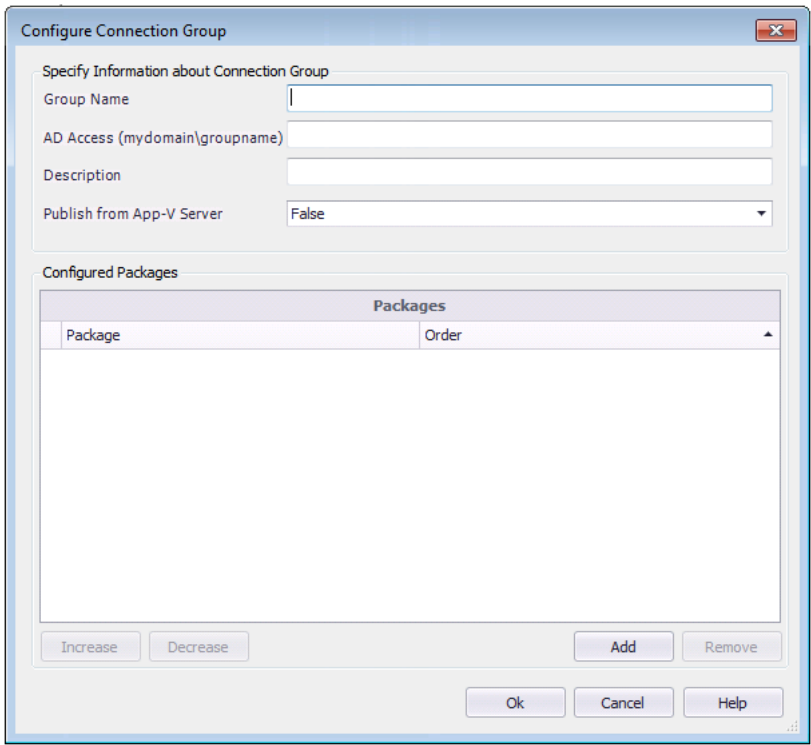 Configure Connection Group
Specify Information about Connection Group
Group Name
AD Access (mydomain\groupname)
Description
Publish from App-V Server False
Configured Packages
Packages
Package Order
Increase Decrease Add Remove
Ok Cancel Help